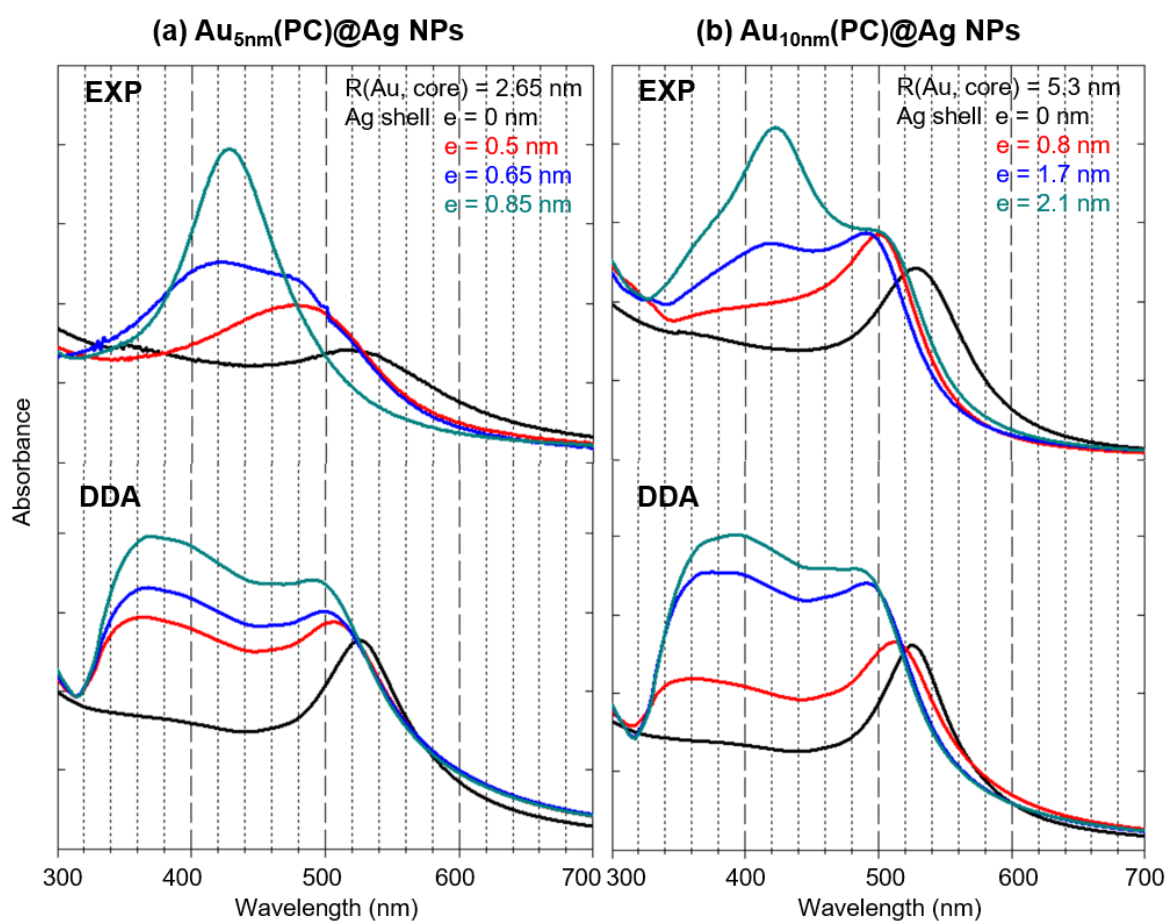 (a) Au5nm(PC)@Ag NPs
EXP
R(Au, core) = 2.65 nm
Ag shell e = 0 nm
e = 0.5 nm
e = 0.65 nm
e = 0.85 nm
DDA
Absorbance
300 400 500 600 700
Wavelength (nm)
(b) Au10nm(PC)@Ag NPs
EXP
R(Au, core) = 5.3 nm
Ag shell e = 0 nm
e = 0.8 nm
e = 1.7 nm
e = 2.1 nm
DDA
300 400 500 600 700
Wavelength (nm)